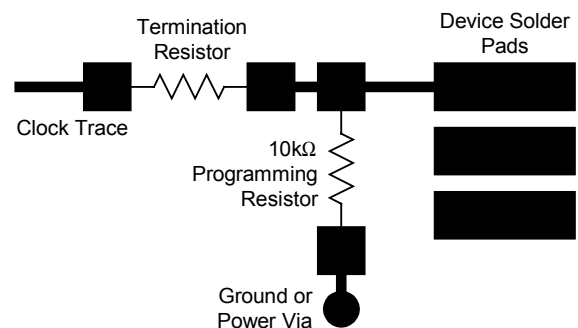 Termination
Resistor
Device Solder
Pads
Clock Trace
10kΩ
Programming
Resistor
Ground or
Power Via